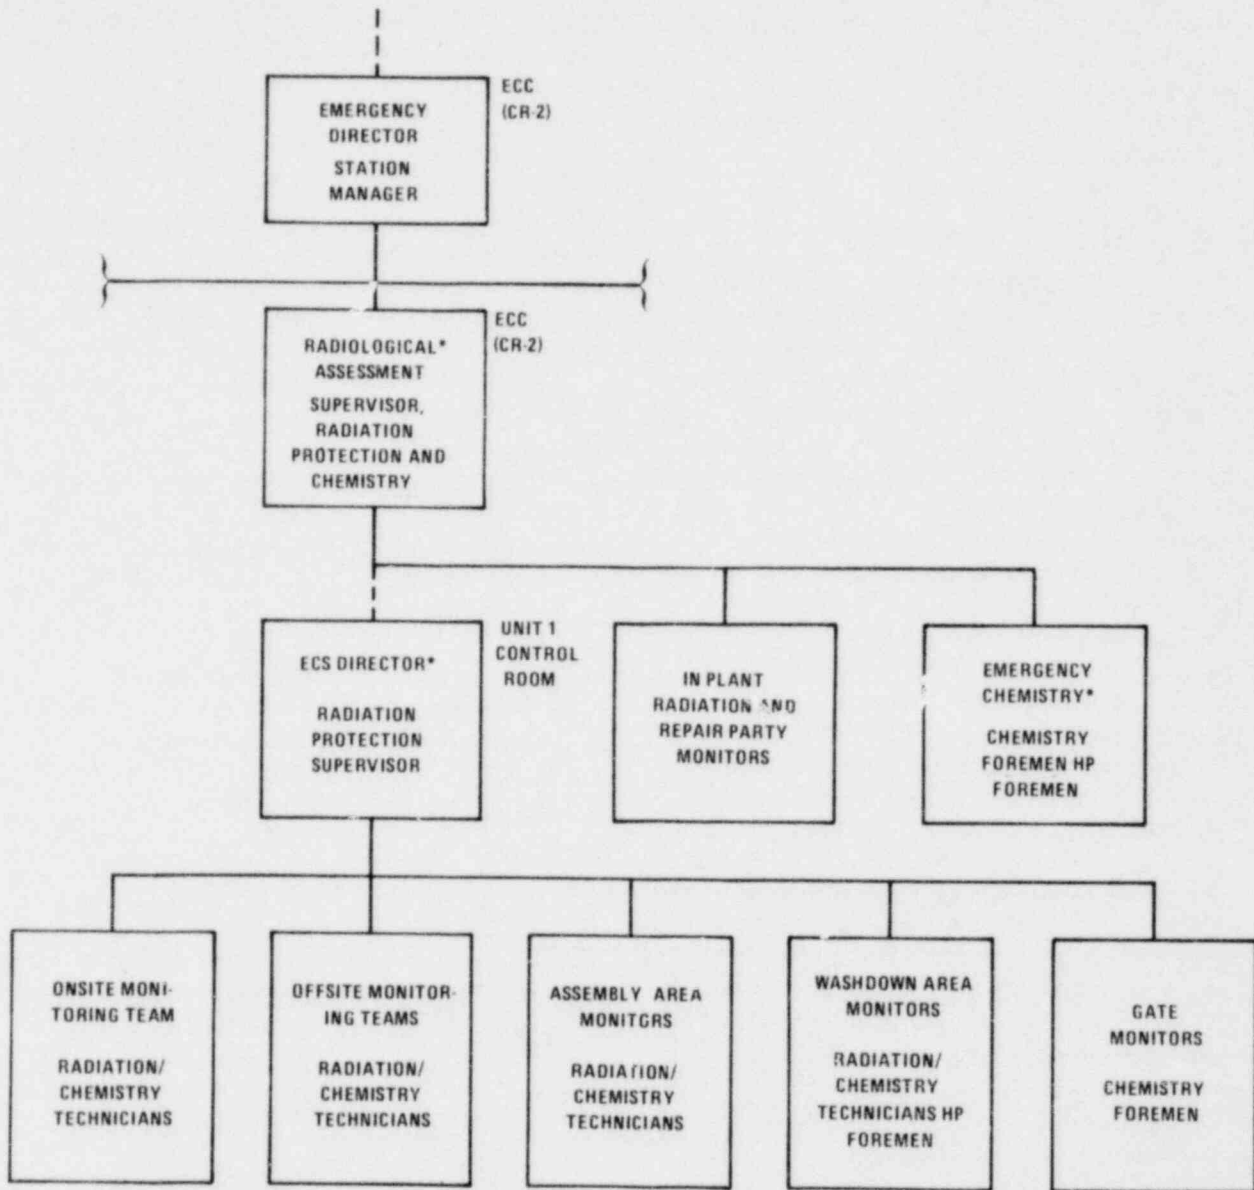 EMERGENCY
DIRECTOR
STATION
MANAGER
ECC
(CR-2)
RADIOLOGICAL*
ASSESSMENT
SUPERVISOR,
RADIATION
PROTECTION AND
CHEMISTRY
ECC
(CR-2)
ECS DIRECTOR*
RADIATION
PROTECTION
SUPERVISOR
UNIT 1
CONTROL
ROOM
IN PLANT
RADIATION AND
REPAIR PARTY
MONITORS
EMERGENCY
CHEMISTRY*
CHEMISTRY
FOREMEN HP
FOREMEN
ONSITE MONI-
TORING TEAM
RADIATION/
CHEMISTRY
TECHNICIANS
OFFSITE MONITOR-
ING TEAMS
RADIATION/
CHEMISTRY
TECHNICIANS
ASSEMBLY AREA
MONITORS
RADIATION/
CHEMISTRY
TECHNICIANS
WASHDOWN AREA
MONITORS
RADIATION/
CHEMISTRY
TECHNICIANS HP
FOREMEN
GATE
MONITORS
CHEMISTRY
FOREMEN